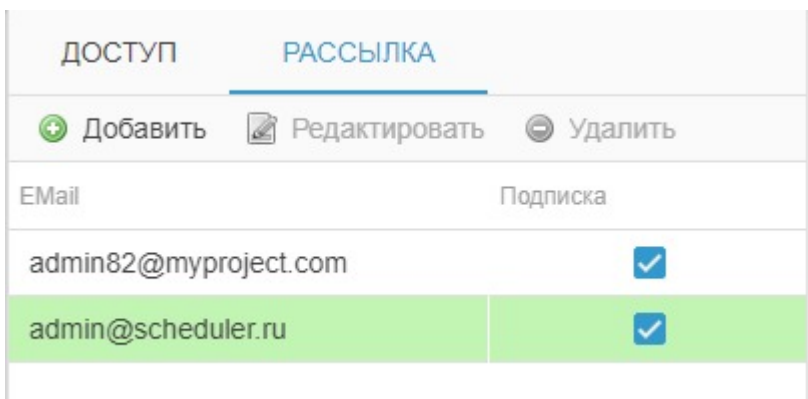 ДОСТУП РАССЫЛКА
Добавить Редактировать Удалить
EMail Подписка
admin82@myproject.com
admin@scheduler.ru